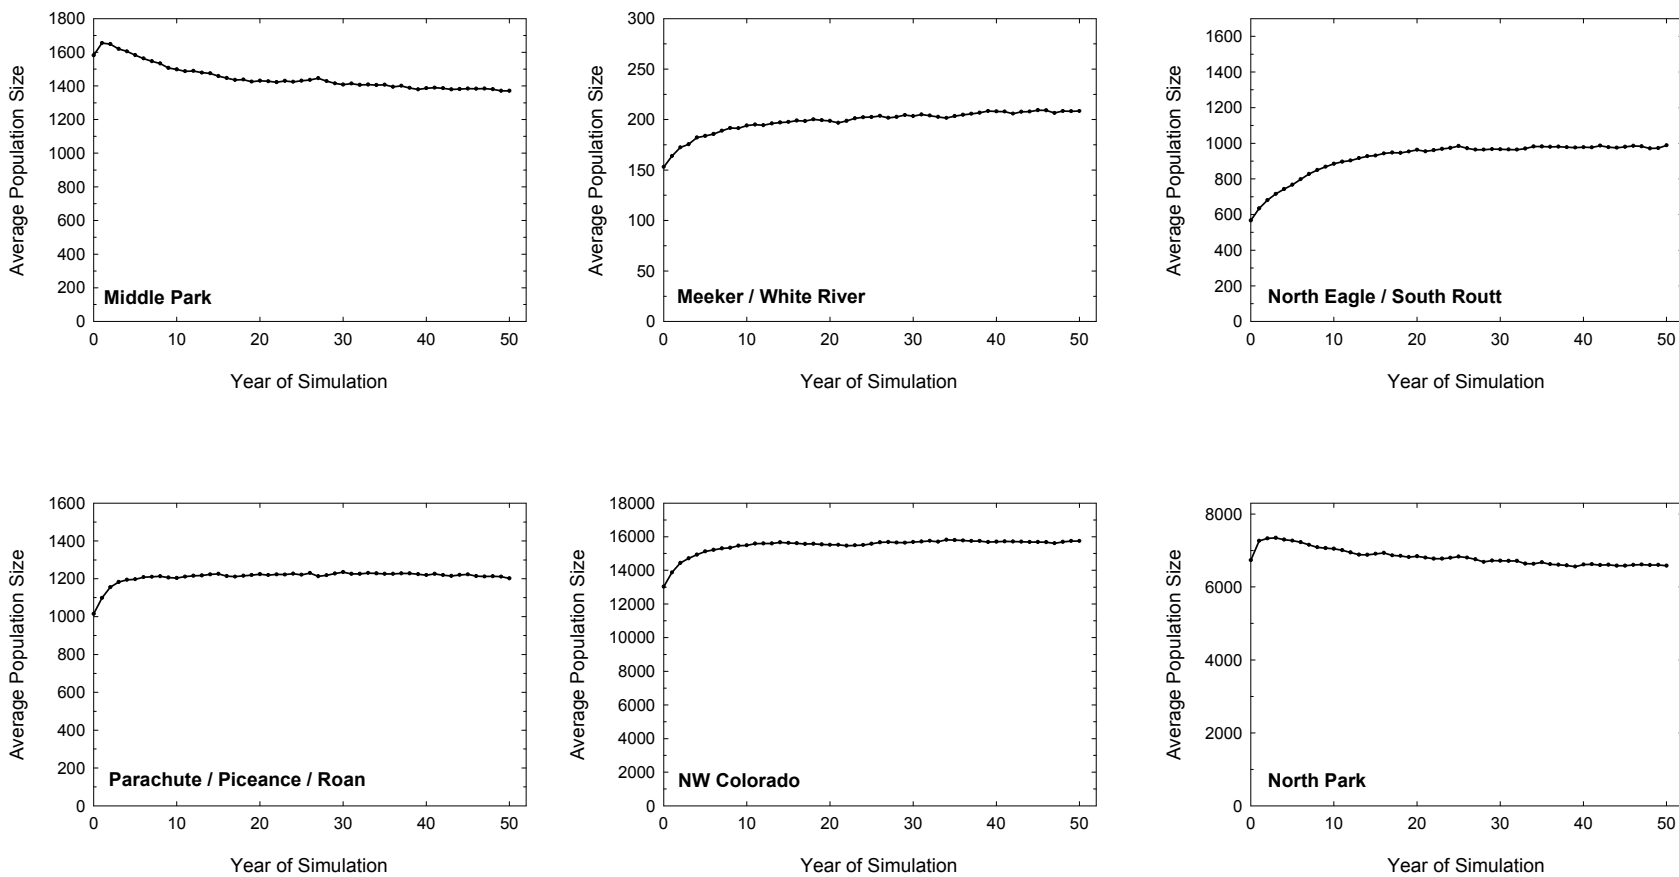 Average Population Size
1800
1600
1400
1200
1000
800
600
400
200
0
Middle Park
0 10 20 30 40 50
Year of Simulation
Average Population Size
300
250
200
150
100
50
0
Meeker / White River
0 10 20 30 40 50
Year of Simulation
Average Population Size
1600
1400
1200
1000
800
600
400
200
0
North Eagle / South Routt
0 10 20 30 40 50
Year of Simulation
Average Population Size
1600
1400
1200
1000
800
600
400
200
0
Parachute / Piceance / Roan
0 10 20 30 40 50
Year of Simulation
Average Population Size
18000
16000
14000
12000
10000
8000
6000
4000
2000
0
NW Colorado
0 10 20 30 40 50
Year of Simulation
Average Population Size
8000
6000
4000
2000
0
North Park
0 10 20 30 40 50
Year of Simulation